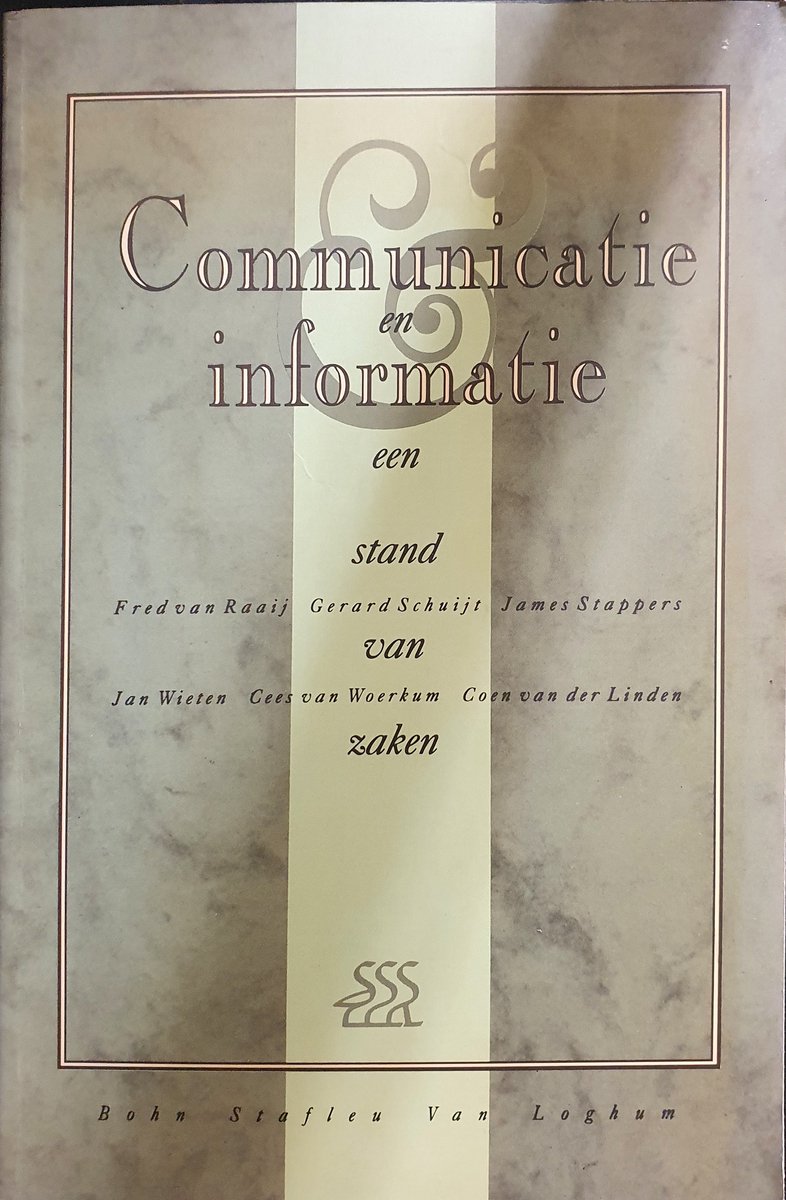 Communicatie
en
informatie
een
stand
Fred van Raaij Gerard Schuijt James Stappers
van
Jan Wieten Cees van Woerkum Coen van der Linden
zaken
Bohn Stafleu Van Loghum